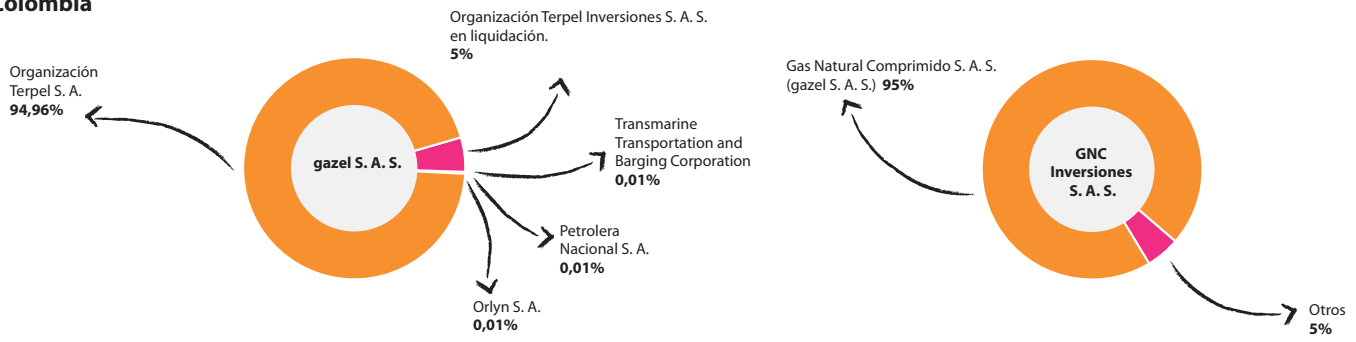 Colombia
Organización Terpel Inversiones S. A. S.
en liquidación.
5%
Organización
Terpel S. A.
94,96%
gazel S. A. S.
Transmarine
Transportation and
Barging Corporation
0,01%
Petrolera
Nacional S. A.
0,01%
Orlyn S. A.
0,01%
Gas Natural Comprimido S. A. S.
(gazel S. A. S.) 95%
GNC
Inversiones
S. A. S.
Otros
5%